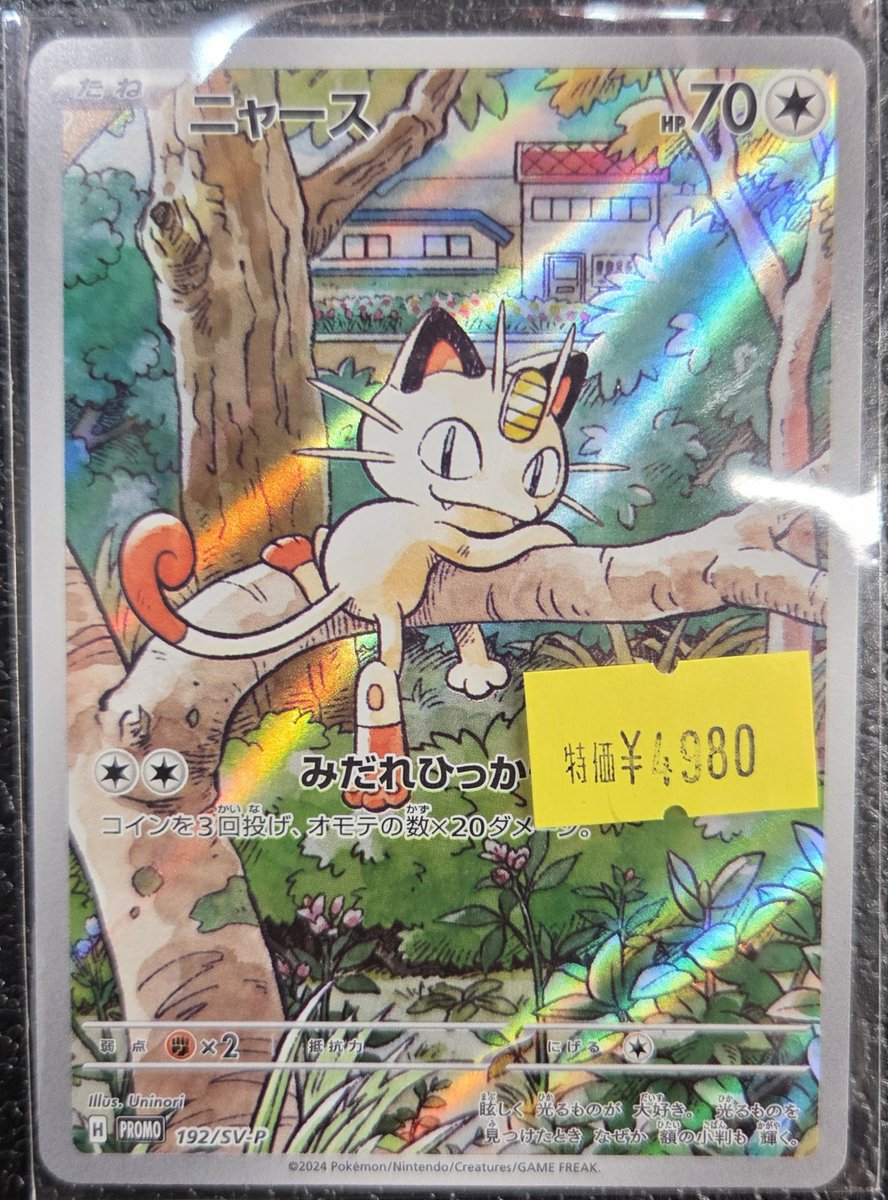 たね ニャース HP70
特価¥4980
みだれひっか
コインを3回投げ、オモテの数×20ダメージ。
弱点 ×2 抵抗力 にげる
Illus. Uninori
H PROMO 192/SV-P
眩しく 光るものが 大好き。 光るものを
見つけたとき なぜか 額の小判も 輝く。
©2024 Pokémon/Nintendo/Creatures/GAME FREAK.